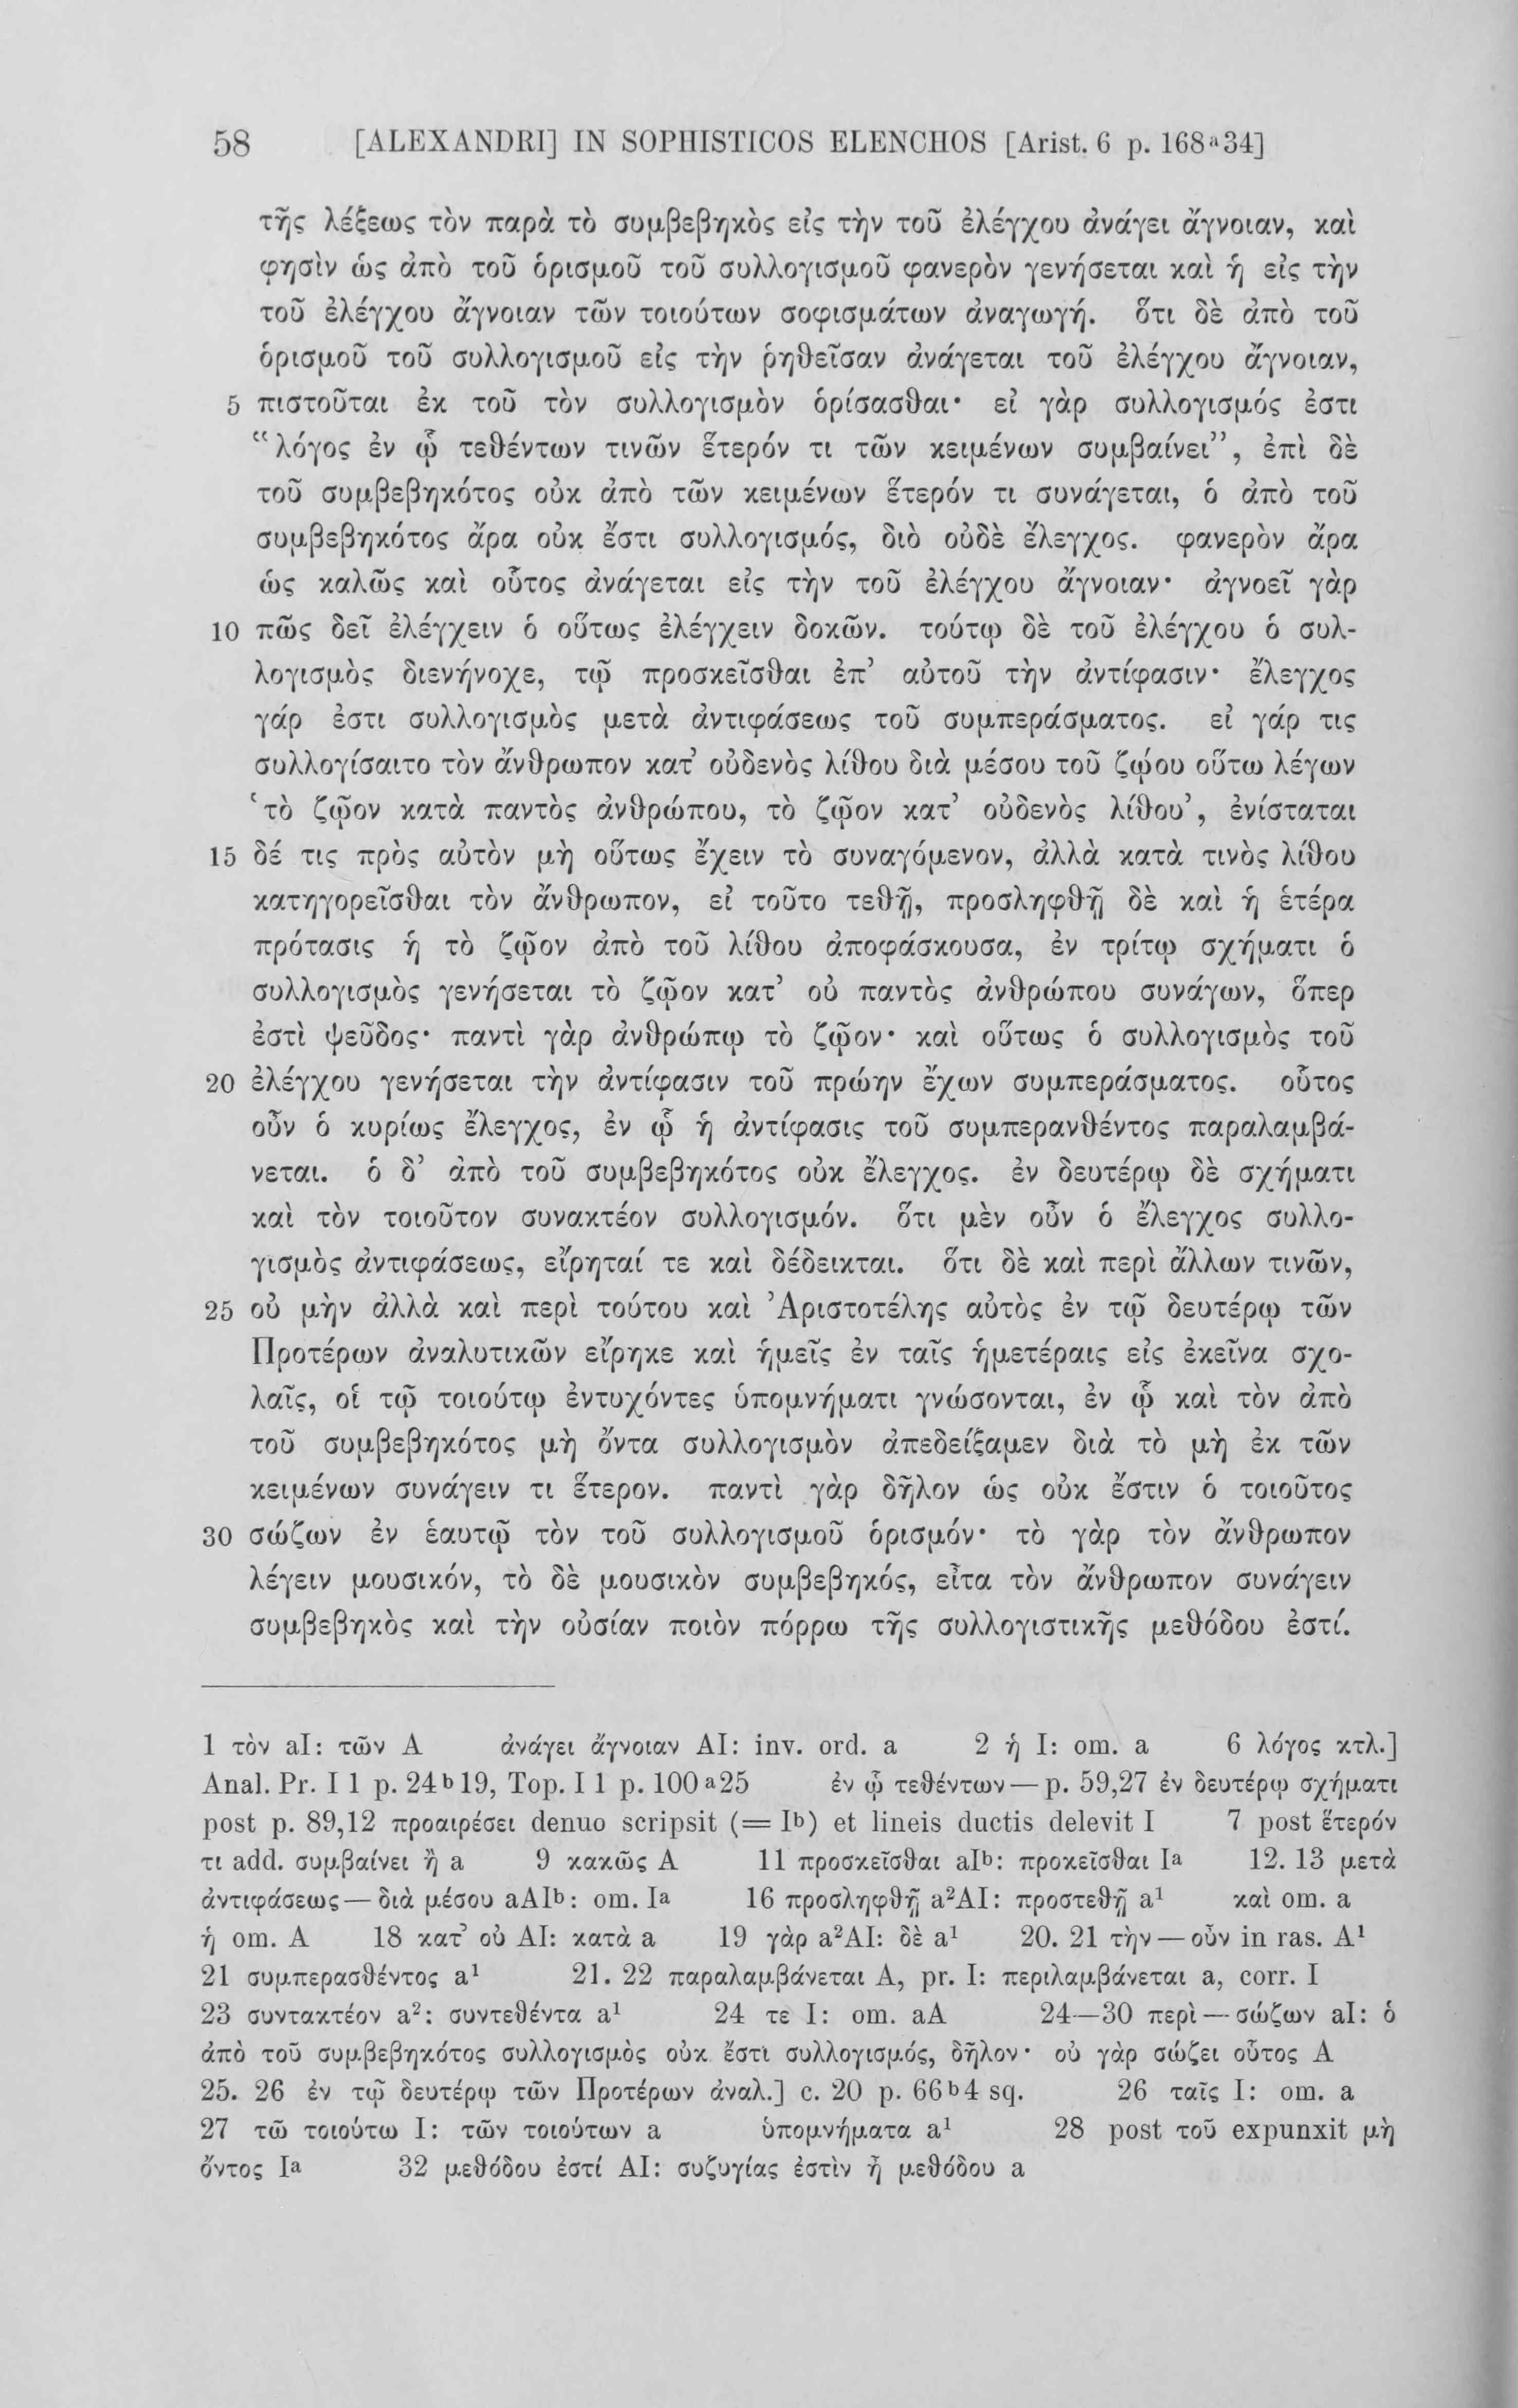 58 [ALEXANDRI] IN SOPHISTICOS ELENCHOS [Arist. 6 p. 168ᵃ34]
τῆς λέξεως τὸν παρὰ τὸ συμβεβηκὸς εἰς τὴν τοῦ ἐλέγχου ἀνάγει ἄγνοιαν, καὶ
φησὶν ὡς ἀπὸ τοῦ ὁρισμοῦ τοῦ συλλογισμοῦ φανερὸν γενήσεται καὶ ἡ εἰς τὴν
τοῦ ἐλέγχου ἄγνοιαν τῶν τοιούτων σοφισμάτων ἀναγωγή. ὅτι δὲ ἀπὸ τοῦ
ὁρισμοῦ τοῦ συλλογισμοῦ εἰς τὴν ῥηθεῖσαν ἀνάγεται τοῦ ἐλέγχου ἄγνοιαν,
5 πιστοῦται ἐκ τοῦ τὸν συλλογισμὸν ὁρίσασθαι· εἰ γὰρ συλλογισμός ἐστι
“λόγος ἐν ᾧ τεθέντων τινῶν ἕτερόν τι τῶν κειμένων συμβαίνει”, ἐπὶ δὲ
τοῦ συμβεβηκότος οὐκ ἀπὸ τῶν κειμένων ἕτερόν τι συνάγεται, ὁ ἀπὸ τοῦ
συμβεβηκότος ἄρα οὐκ ἔστι συλλογισμός, διὸ οὐδὲ ἔλεγχος. φανερὸν ἄρα
ὡς καλῶς καὶ οὗτος ἀνάγεται εἰς τὴν τοῦ ἐλέγχου ἄγνοιαν· ἀγνοεῖ γὰρ
10 πῶς δεῖ ἐλέγχειν ὁ οὕτως ἐλέγχειν δοκῶν. τούτῳ δὲ τοῦ ἐλέγχου ὁ συλ-
λογισμὸς διενήνοχε, τῷ προσκεῖσθαι ἐπ’ αὐτοῦ τὴν ἀντίφασιν· ἔλεγχος
γάρ ἐστι συλλογισμὸς μετὰ ἀντιφάσεως τοῦ συμπεράσματος. εἰ γάρ τις
συλλογίσαιτο τὸν ἄνθρωπον κατ’ οὐδενὸς λίθου διὰ μέσου τοῦ ζῴου οὕτω λέγων
‘τὸ ζῷον κατὰ παντὸς ἀνθρώπου, τὸ ζῷον κατ’ οὐδενὸς λίθου’, ἐνίσταται
15 δέ τις πρὸς αὐτὸν μὴ οὕτως ἔχειν τὸ συναγόμενον, ἀλλὰ κατὰ τινὸς λίθου
κατηγορεῖσθαι τὸν ἄνθρωπον, εἰ τοῦτο τεθῇ, προσληφθῇ δὲ καὶ ἡ ἑτέρα
πρότασις ἡ τὸ ζῷον ἀπὸ τοῦ λίθου ἀποφάσκουσα, ἐν τρίτῳ σχήματι ὁ
συλλογισμὸς γενήσεται τὸ ζῷον κατ’ οὐ παντὸς ἀνθρώπου συνάγων, ὅπερ
ἐστὶ ψεῦδος· παντὶ γὰρ ἀνθρώπῳ τὸ ζῷον· καὶ οὕτως ὁ συλλογισμὸς τοῦ
20 ἐλέγχου γενήσεται τὴν ἀντίφασιν τοῦ πρώην ἔχων συμπεράσματος. οὗτος
οὖν ὁ κυρίως ἔλεγχος, ἐν ᾧ ἡ ἀντίφασις τοῦ συμπερανθέντος παραλαμβά-
νεται. ὁ δ’ ἀπὸ τοῦ συμβεβηκότος οὐκ ἔλεγχος. ἐν δευτέρῳ δὲ σχήματι
καὶ τὸν τοιοῦτον συνακτέον συλλογισμόν. ὅτι μὲν οὖν ὁ ἔλεγχος συλλο-
γισμὸς ἀντιφάσεως, εἴρηταί τε καὶ δέδεικται. ὅτι δὲ καὶ περὶ ἄλλων τινῶν,
25 οὐ μὴν ἀλλὰ καὶ περὶ τούτου καὶ Ἀριστοτέλης αὐτὸς ἐν τῷ δευτέρῳ τῶν
Προτέρων ἀναλυτικῶν εἴρηκε καὶ ἡμεῖς ἐν ταῖς ἡμετέραις εἰς ἐκεῖνα σχο-
λαῖς, οἱ τῷ τοιούτῳ ἐντυχόντες ὑπομνήματι γνώσονται, ἐν ᾧ καὶ τὸν ἀπὸ
τοῦ συμβεβηκότος μὴ ὄντα συλλογισμὸν ἀπεδείξαμεν διὰ τὸ μὴ ἐκ τῶν
κειμένων συνάγειν τι ἕτερον. παντὶ γὰρ δῆλον ὡς οὐκ ἔστιν ὁ τοιοῦτος
30 σώζων ἐν ἑαυτῷ τὸν τοῦ συλλογισμοῦ ὁρισμόν· τὸ γὰρ τὸν ἄνθρωπον
λέγειν μουσικόν, τὸ δὲ μουσικὸν συμβεβηκός, εἶτα τὸν ἄνθρωπον συνάγειν
συμβεβηκὸς καὶ τὴν οὐσίαν ποιὸν πόρρω τῆς συλλογιστικῆς μεθόδου ἐστί.
1 τὸν aI: τῶν A ἀνάγει ἄγνοιαν AI: inv. ord. a 2 ἡ I: om. a 6 λόγος κτλ.]
Anal. Pr. I 1 p. 24ᵇ19, Top. I 1 p. 100ᵃ25 ἐν ᾧ τεθέντων — p. 59,27 ἐν δευτέρῳ σχήματι
post p. 89,12 προαιρέσει denuo scripsit (= Iᵇ) et lineis ductis delevit I 7 post ἕτερόν
τι add. συμβαίνει ἢ a 9 κακῶς A 11 προσκεῖσθαι aIᵇ: προκεῖσθαι Iᵃ 12. 13 μετὰ
ἀντιφάσεως — διὰ μέσου aAIᵇ: om. Iᵃ 16 προσληφθῇ a²AI: προστεθῇ a¹ καὶ om. a
ἡ om. A 18 κατ’ οὐ AI: κατὰ a 19 γὰρ a²AI: δὲ a¹ 20. 21 τὴν — οὖν in ras. A¹
21 συμπερασθέντος a¹ 21. 22 παραλαμβάνεται A, pr. I: περιλαμβάνεται a, corr. I
23 συντακτέον a²: συντεθέντα a¹ 24 τε I: om. aA 24—30 περὶ — σώζων aI: ὁ
ἀπὸ τοῦ συμβεβηκότος συλλογισμὸς οὐκ ἔστι συλλογισμός, δῆλον· οὐ γὰρ σώζει οὗτος A
25. 26 ἐν τῷ δευτέρῳ τῶν Προτέρων ἀναλ.] c. 20 p. 66ᵇ4 sq. 26 ταῖς I: om. a
27 τῶ τοιούτω I: τῶν τοιούτων a ὑπομνήματα a¹ 28 post τοῦ expunxit μὴ
ὄντος Iᵃ 32 μεθόδου ἐστί AI: συζυγίας ἐστὶν ἢ μεθόδου a